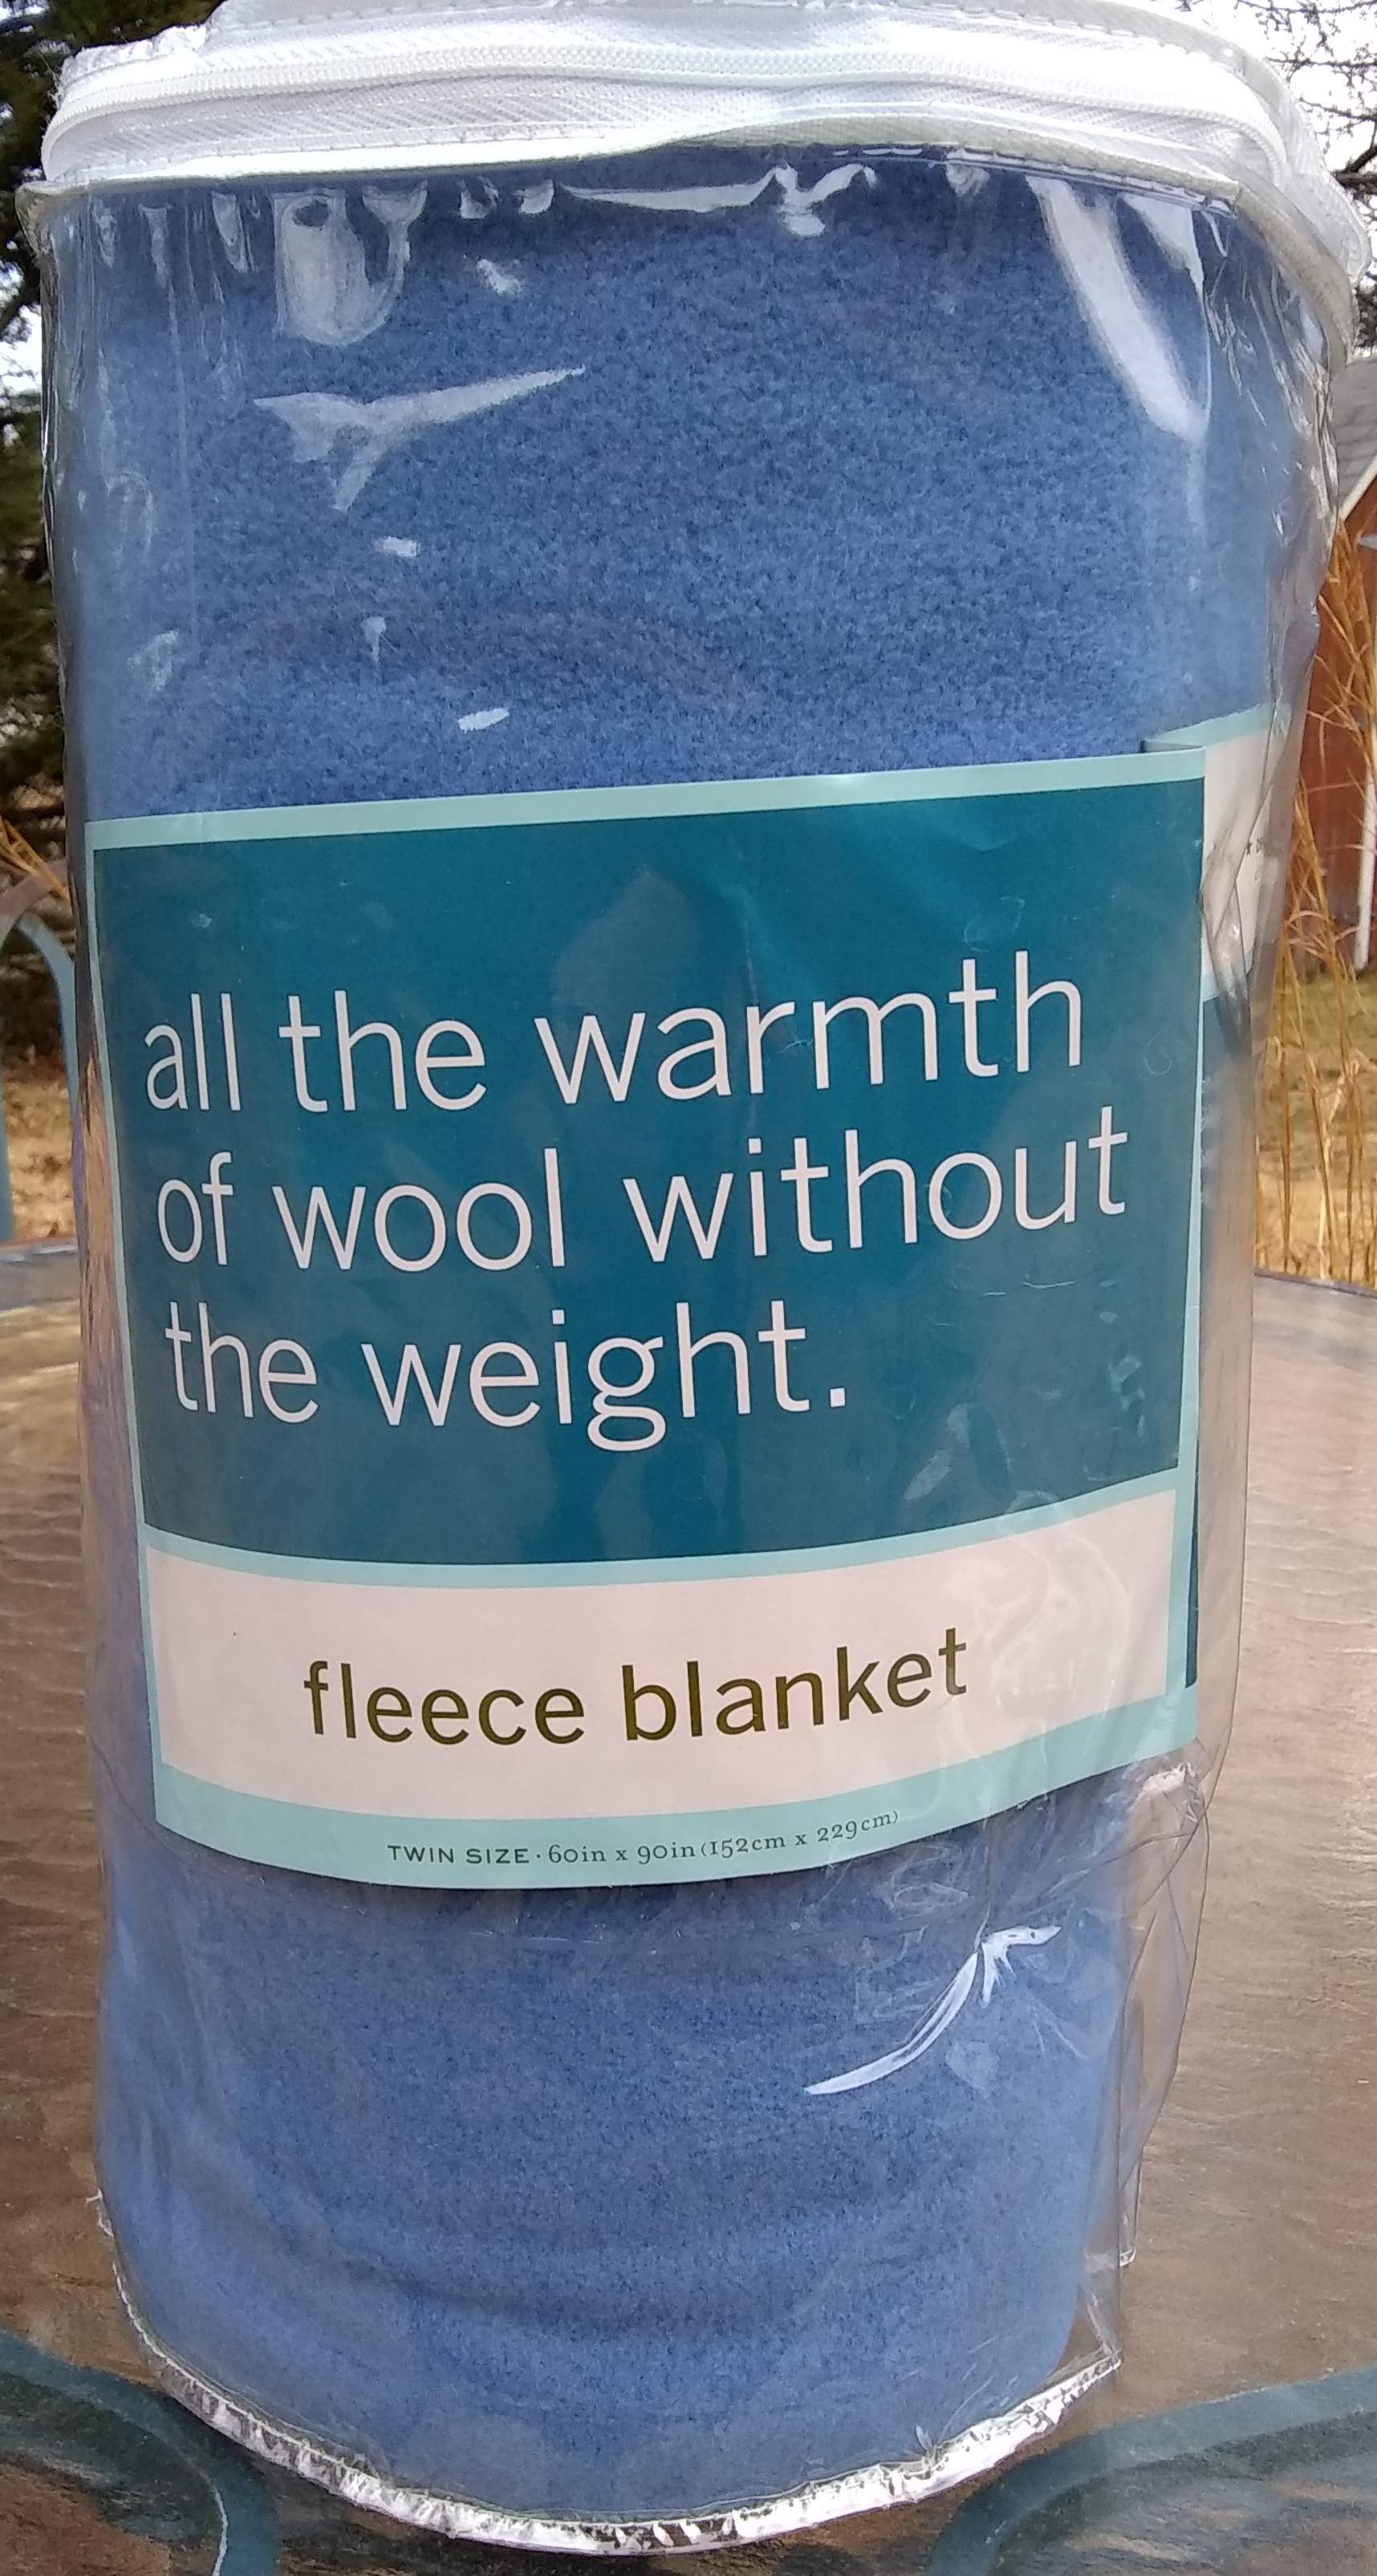 all the warmth
of wool without
the weight.
fleece blanket
TWIN SIZE · 60in x 90in (152cm x 229cm)